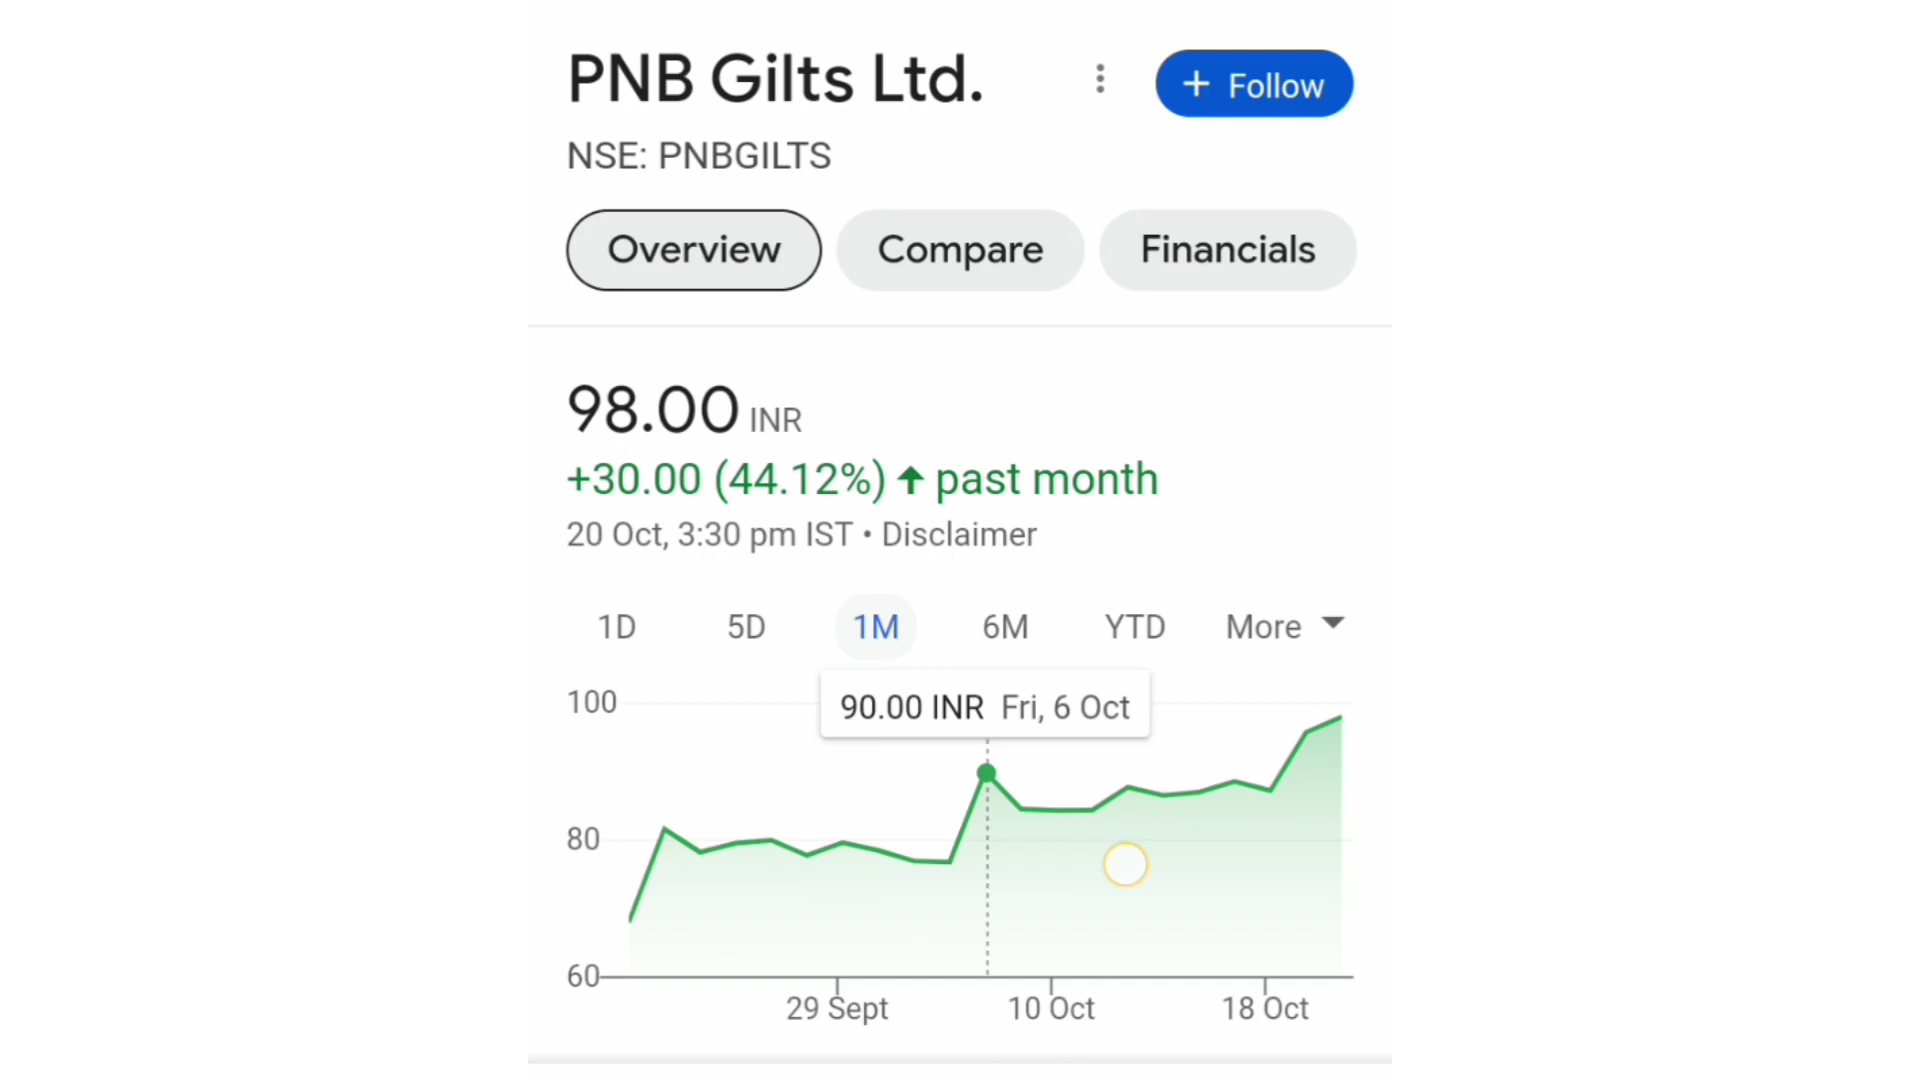 PNB Gilts Ltd.
+ Follow
NSE: PNBGILTS
Overview Compare Financials
98.00 INR
+30.00 (44.12%) ↑ past month
20 Oct, 3:30 pm IST • Disclaimer
1D 5D 1M 6M YTD More
90.00 INR Fri, 6 Oct
100
80
60
29 Sept 10 Oct 18 Oct